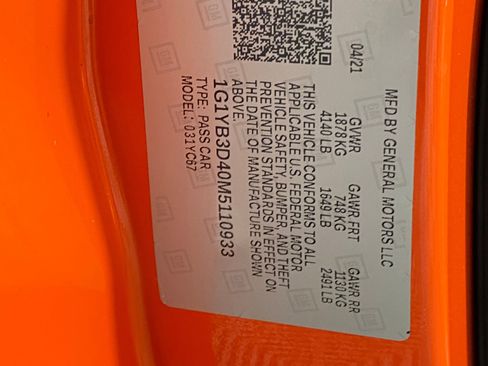 MFD BY GENERAL MOTORS LLC
04/21 GVWR GAWR FRT GAWR RR
1878 KG 748 KG 1130 KG
4140 LB 1649 LB 2491 LB
THIS VEHICLE CONFORMS TO ALL
APPLICABLE U.S. FEDERAL MOTOR
VEHICLE SAFETY, BUMPER, AND THEFT
PREVENTION STANDARDS IN EFFECT ON
THE DATE OF MANUFACTURE SHOWN
ABOVE.
1G1YB3D40M5110933
TYPE: PASS CAR
MODEL: 031YC67